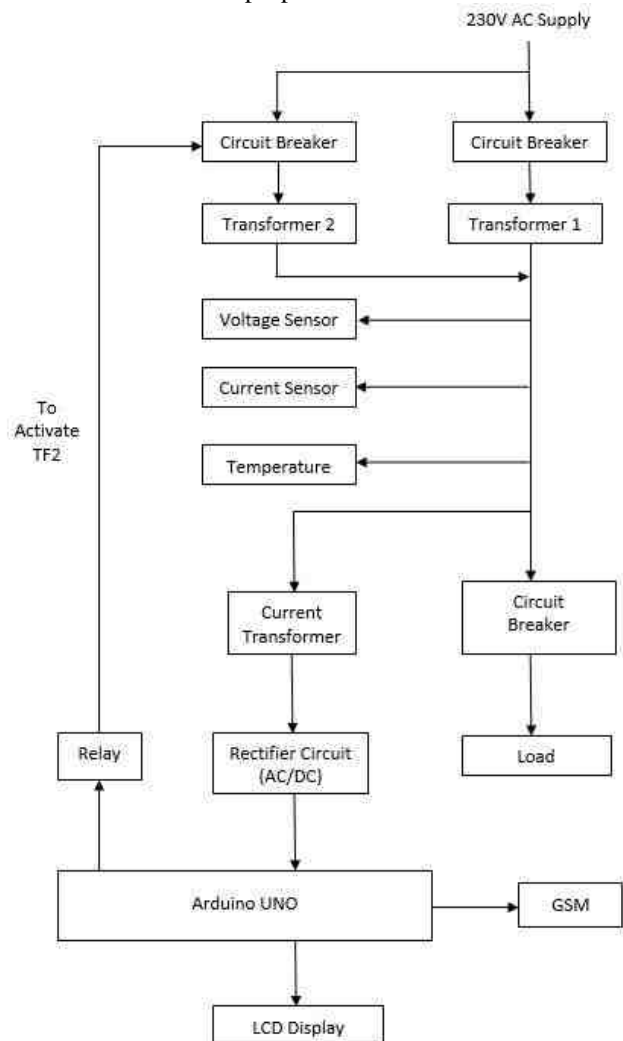 230V AC Supply
Circuit Breaker
Circuit Breaker
Transformer 2
Transformer 1
Voltage Sensor
Current Sensor
To
Activate
TF2
Temperature
Current
Transformer
Circuit
Breaker
Relay
Rectifier Circuit
(AC/DC)
Load
Arduino UNO
GSM
LCD Display